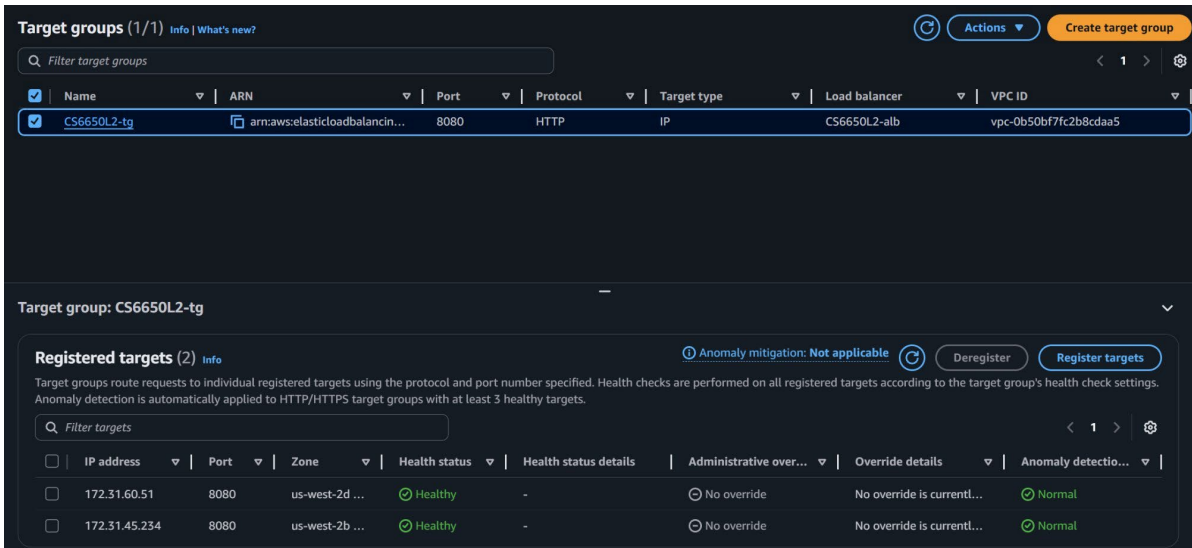 Target groups (1/1) Info | What's new?
Actions
Create target group
Filter target groups
1
Name ARN Port Protocol Target type Load balancer VPC ID
CS6650L2-tg arn:aws:elasticloadbalancin... 8080 HTTP IP CS6650L2-alb vpc-0b50bf7fc2b8cdaa5
Target group: CS6650L2-tg
Registered targets (2) Info
Anomaly mitigation: Not applicable
Deregister
Register targets
Target groups route requests to individual registered targets using the protocol and port number specified. Health checks are performed on all registered targets according to the target group's health check settings.
Anomaly detection is automatically applied to HTTP/HTTPS target groups with at least 3 healthy targets.
Filter targets
1
IP address Port Zone Health status Health status details Administrative over... Override details Anomaly detectio...
172.31.60.51 8080 us-west-2d ... Healthy - No override No override is currentl... Normal
172.31.45.234 8080 us-west-2b ... Healthy - No override No override is currentl... Normal